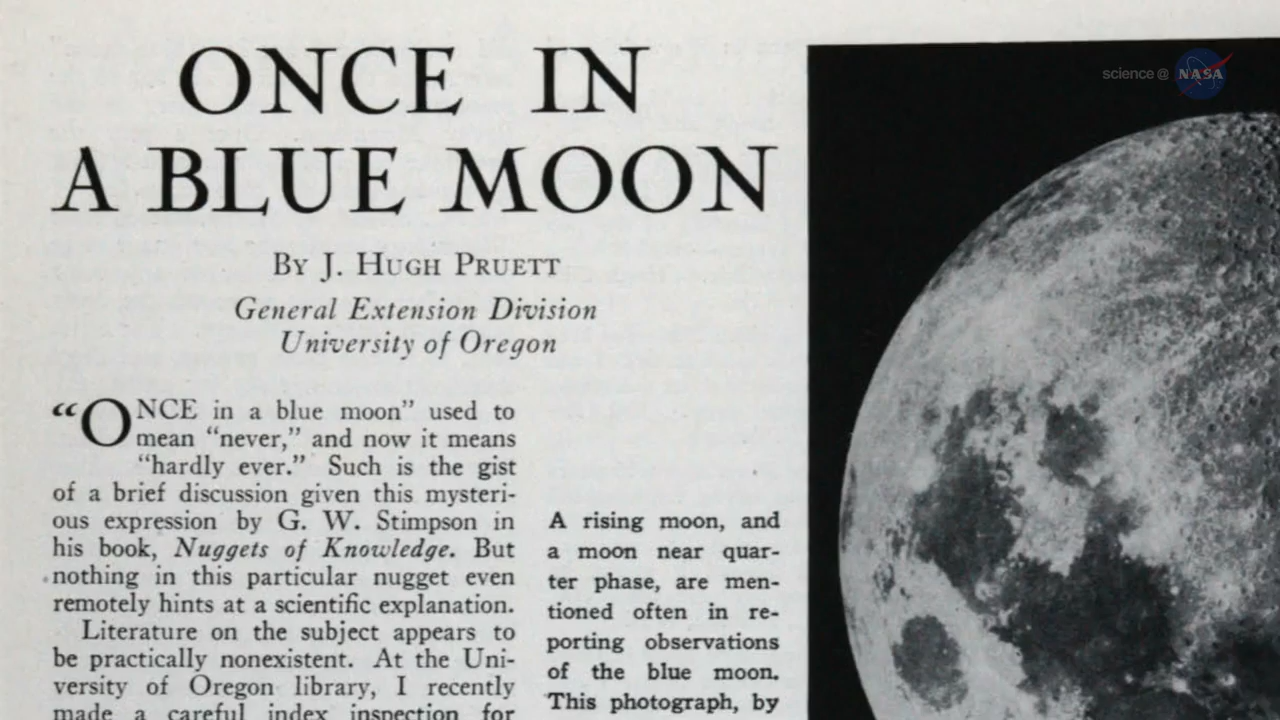 science@ NASA
ONCE IN
A BLUE MOON
BY J. HUGH PRUETT
General Extension Division
University of Oregon
“ONCE in a blue moon” used to
mean “never,” and now it means
“hardly ever.” Such is the gist
of a brief discussion given this mysteri-
ous expression by G. W. Stimpson in
his book, Nuggets of Knowledge. But
nothing in this particular nugget even
remotely hints at a scientific explanation.
Literature on the subject appears to
be practically nonexistent. At the Uni-
versity of Oregon library, I recently
made a careful index inspection for
A rising moon, and
a moon near quar-
ter phase, are men-
tioned often in re-
porting observations
of the blue moon.
This photograph, by